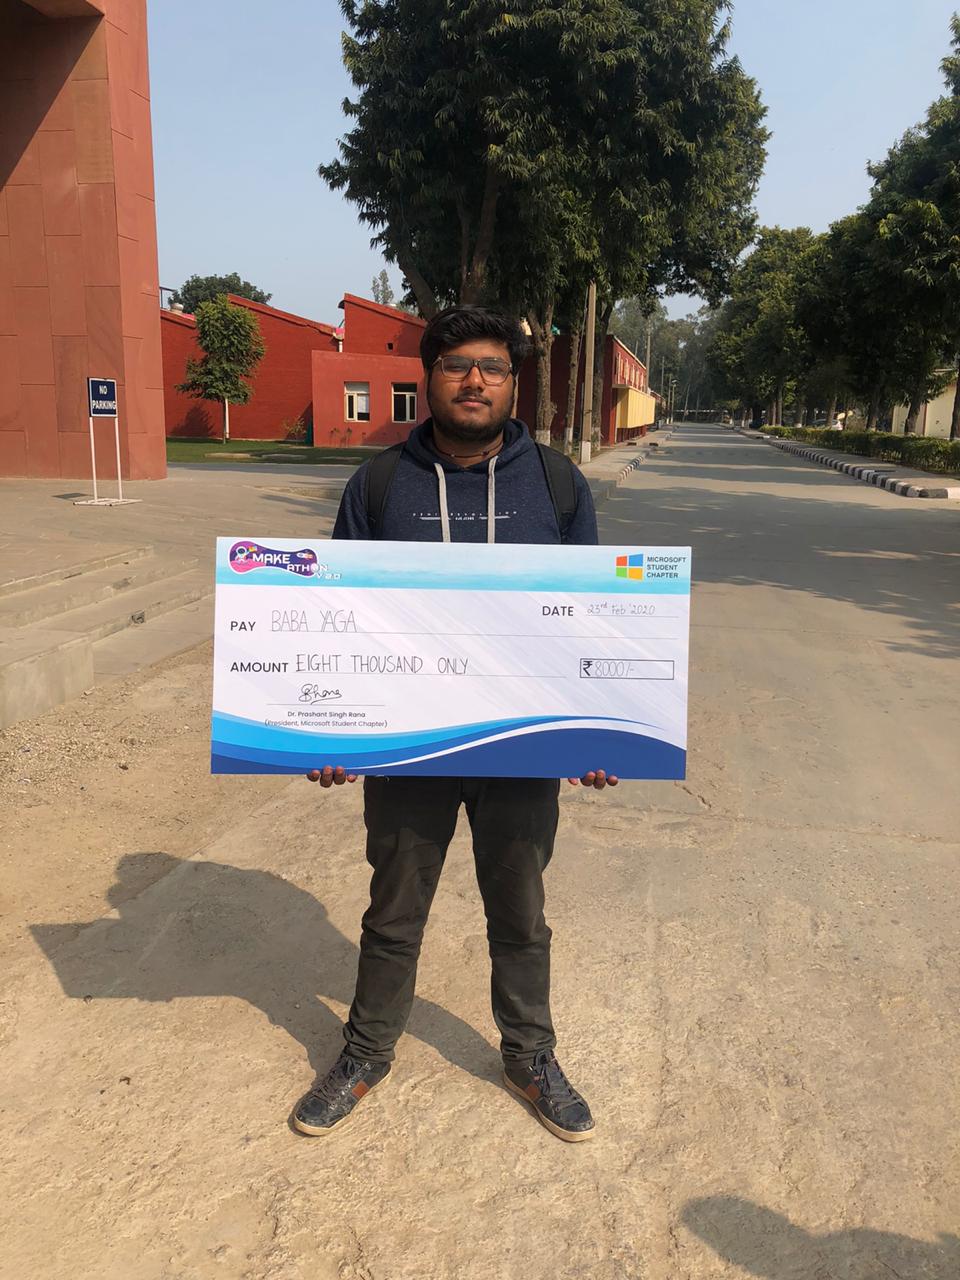 NO
PARKING
MAKE
ATHON
V 2.0
MICROSOFT
STUDENT
CHAPTER
DATE 23rd Feb '2020
PAY BABA YAGA
AMOUNT EIGHT THOUSAND ONLY ₹ 8000/-
Dr. Prashant Singh Rana
(President, Microsoft Student Chapter)